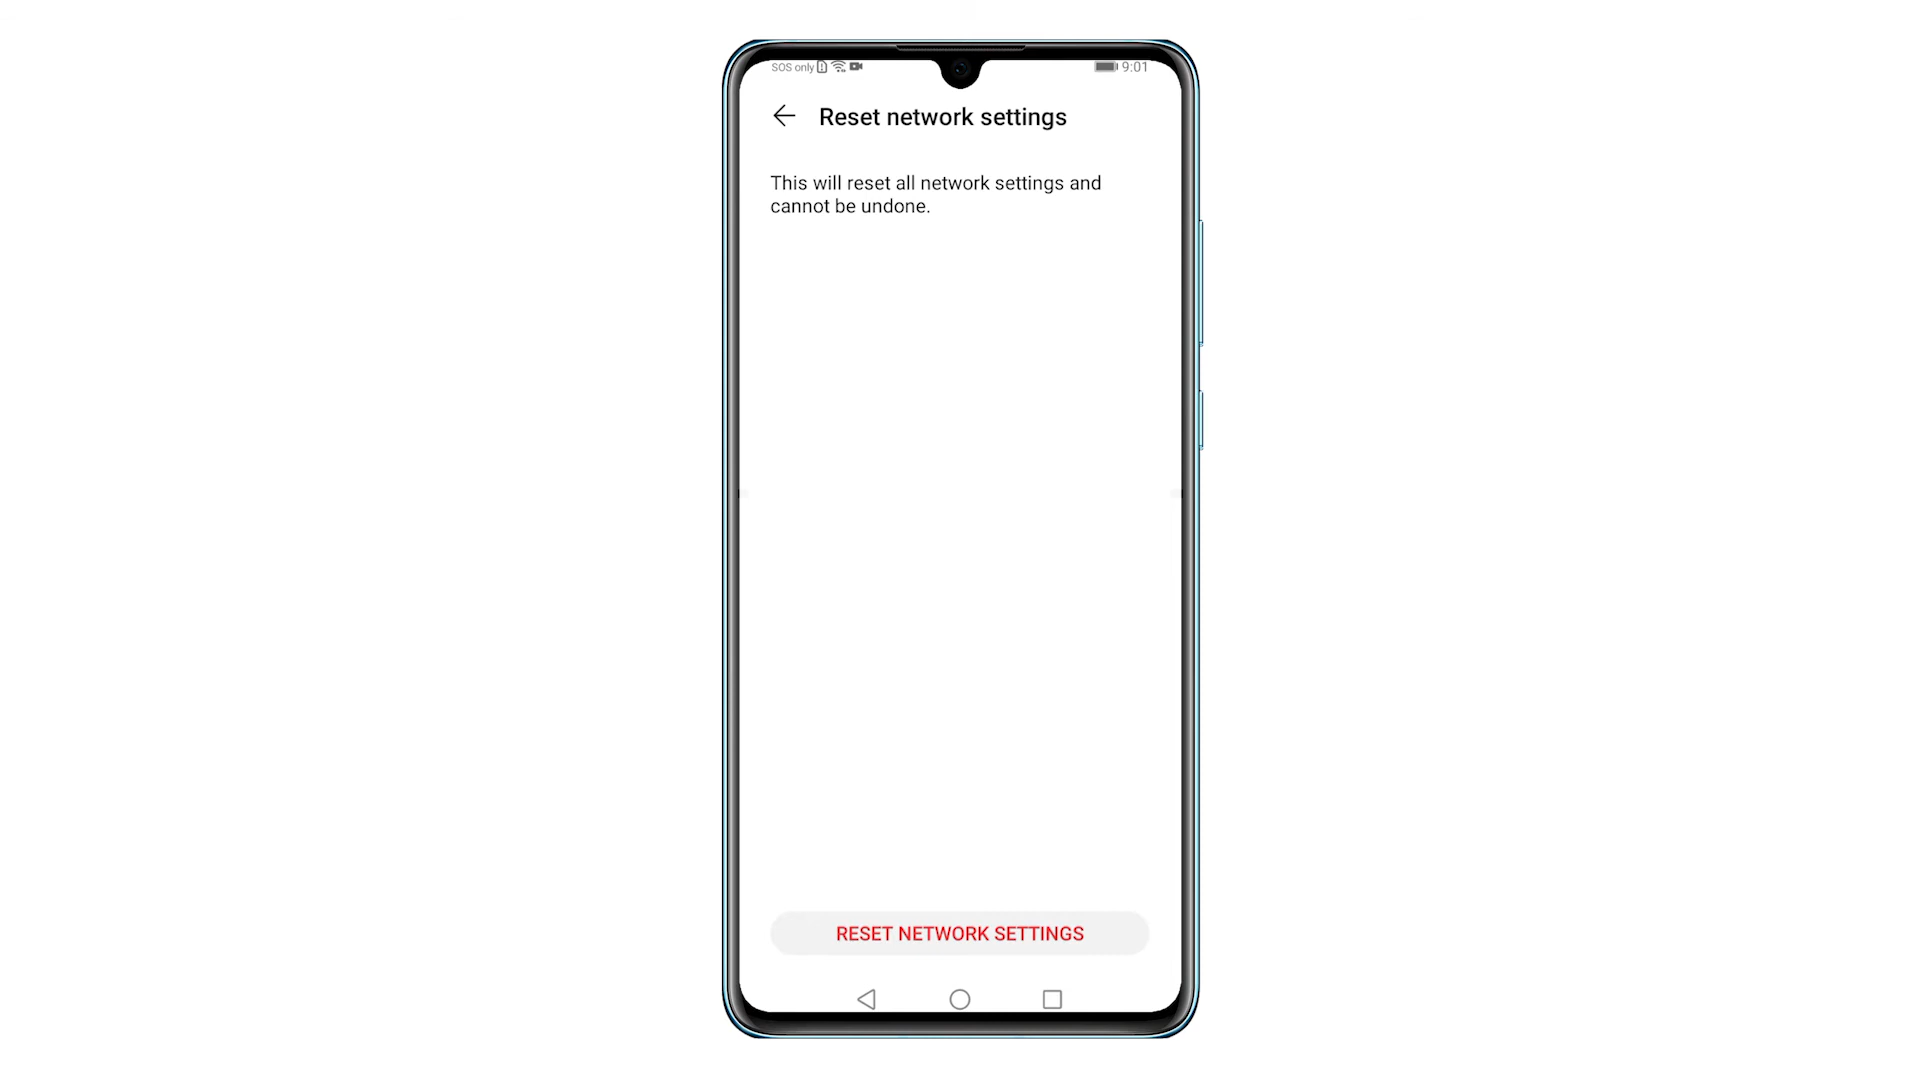 SOS only 9:01
Reset network settings
This will reset all network settings and
cannot be undone.
RESET NETWORK SETTINGS